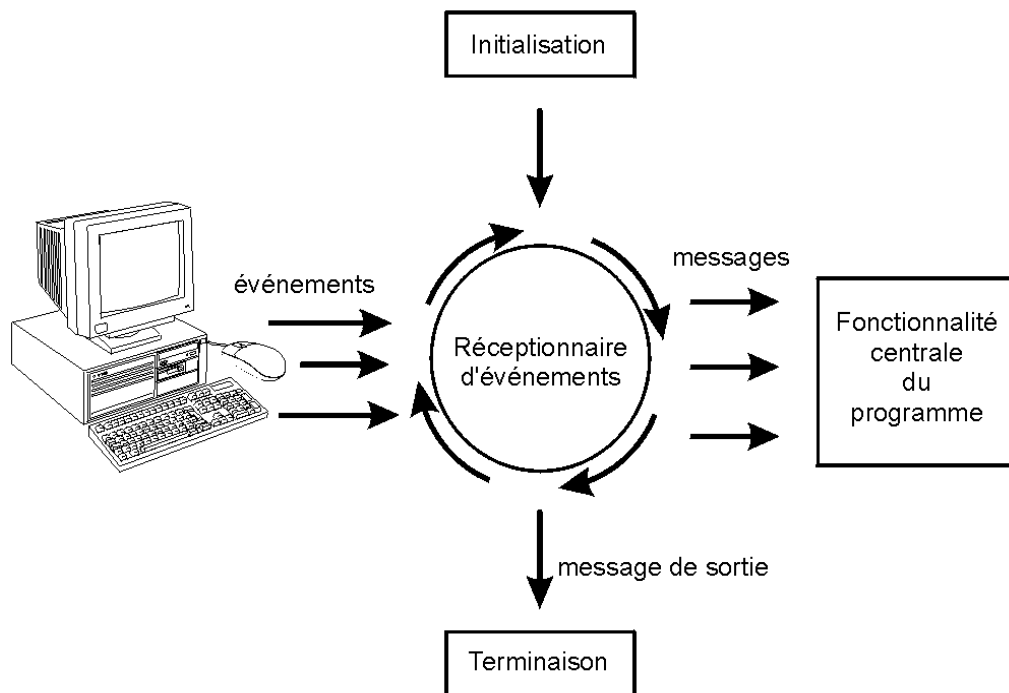 Initialisation
événements
messages
Réceptionnaire
d'événements
Fonctionnalité
centrale
du
programme
message de sortie
Terminaison